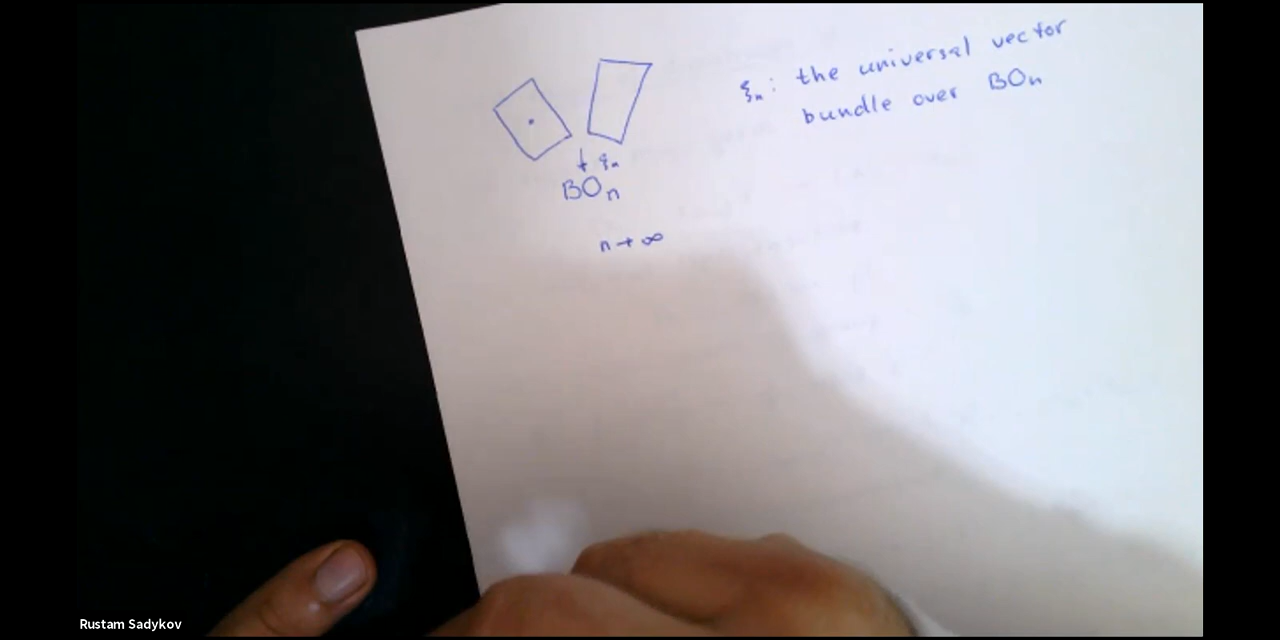 ξₙ: the universal vector
bundle over BOₙ
↓ ξₙ
BOₙ
n → ∞
Rustam Sadykov